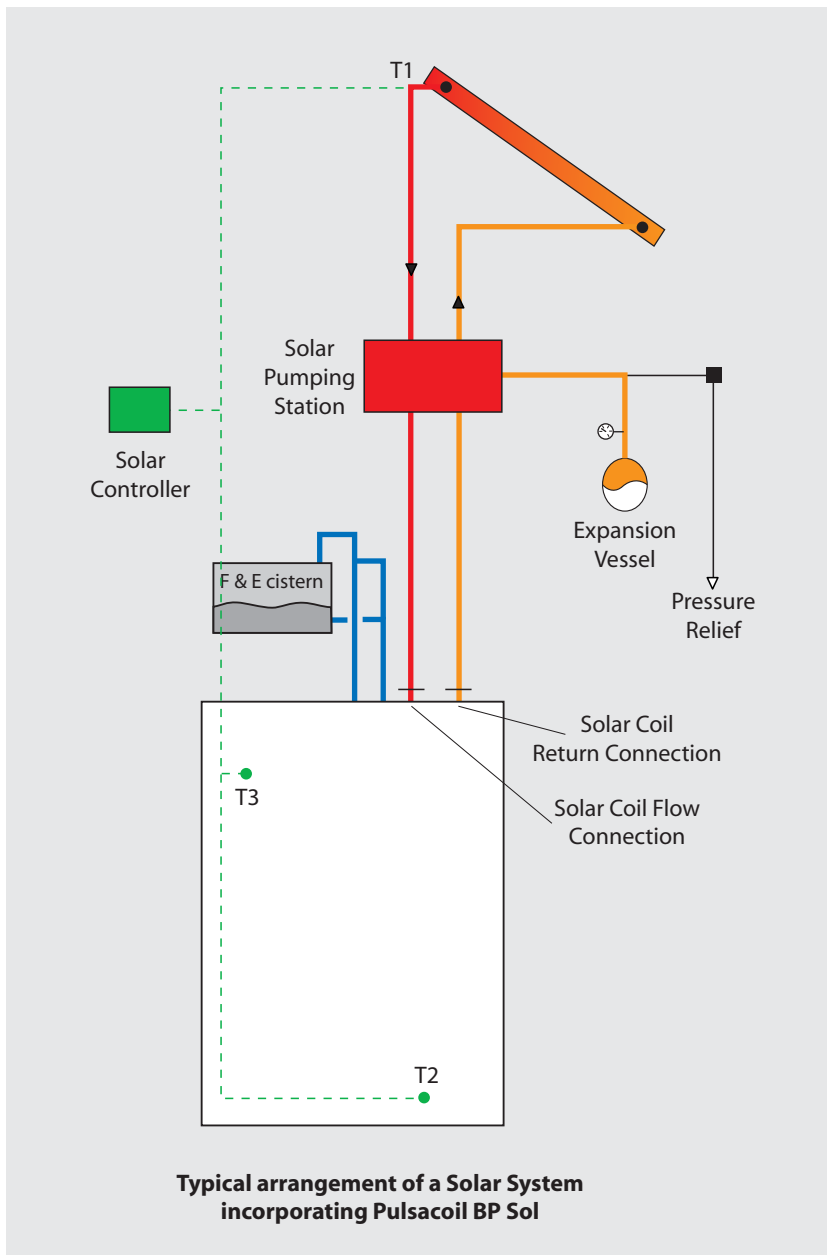 T1
Solar
Pumping
Station
Solar
Controller
Expansion
Vessel
F & E cistern
Pressure
Relief
Solar Coil
Return Connection
T3
Solar Coil Flow
Connection
T2
Typical arrangement of a Solar System
incorporating Pulsacoil BP Sol